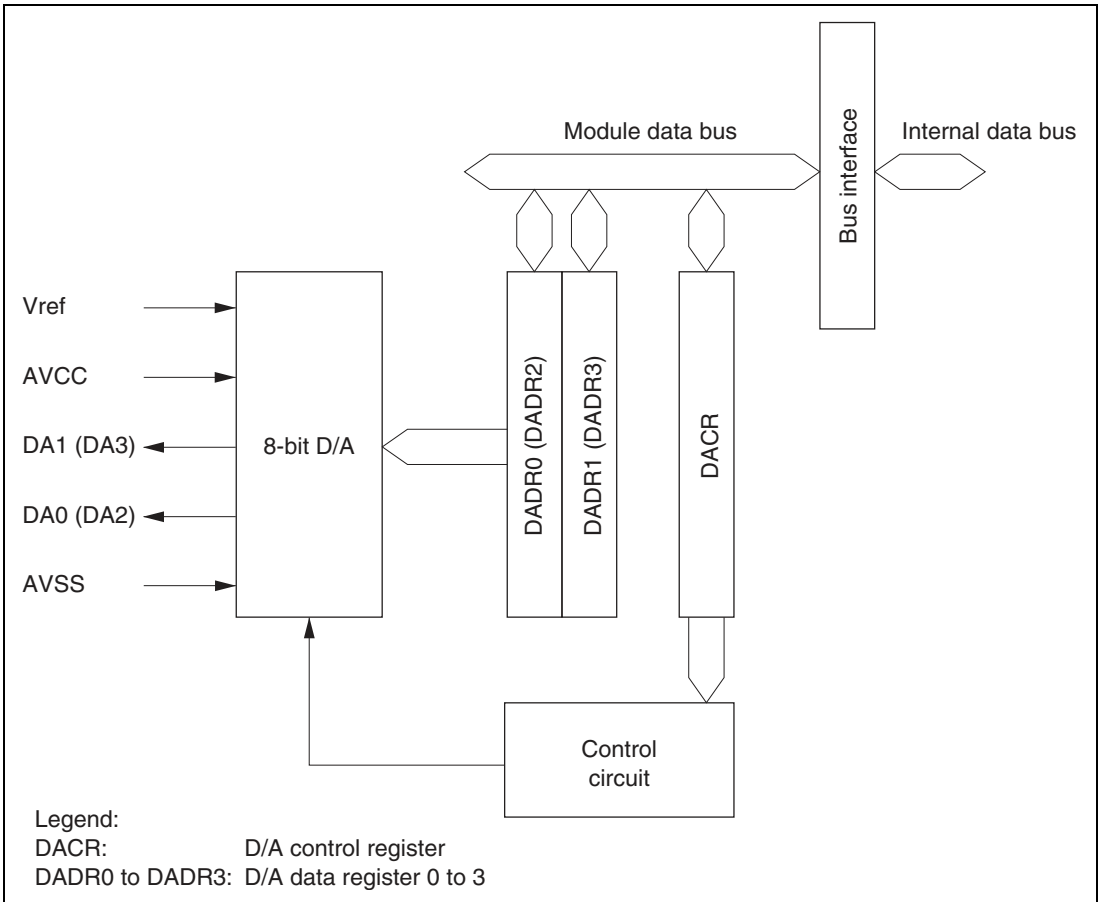 Module data bus
Internal data bus
Bus interface
Vref
AVCC
DA1 (DA3)
DA0 (DA2)
AVSS
8-bit D/A
DADR0 (DADR2)
DADR1 (DADR3)
DACR
Control
circuit
Legend:
DACR: D/A control register
DADR0 to DADR3: D/A data register 0 to 3